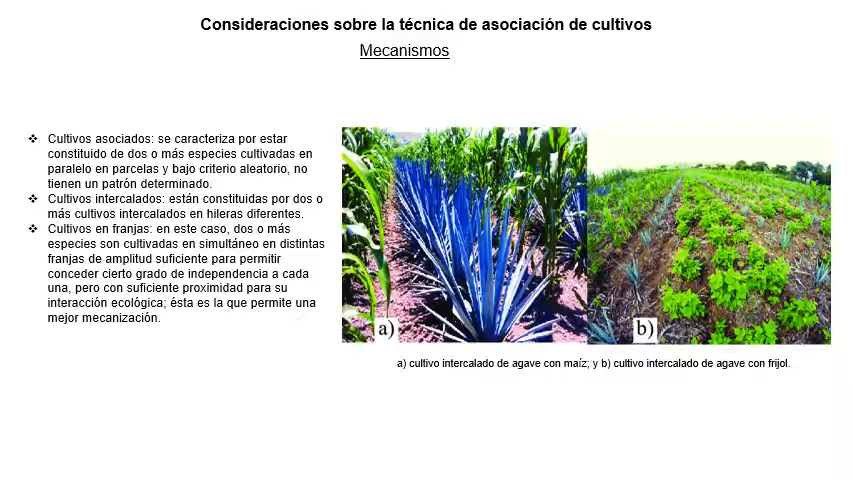 Consideraciones sobre la técnica de asociación de cultivos
Mecanismos
❖ Cultivos asociados: se caracteriza por estar
constituido de dos o más especies cultivadas en
paralelo en parcelas y bajo criterio aleatorio, no
tienen un patrón determinado.
❖ Cultivos intercalados: están constituidas por dos o
más cultivos intercalados en hileras diferentes.
❖ Cultivos en franjas: en este caso, dos o más
especies son cultivadas en simultáneo en distintas
franjas de amplitud suficiente para permitir
conceder cierto grado de independencia a cada
una, pero con suficiente proximidad para su
interacción ecológica; ésta es la que permite una
mejor mecanización.
a)
b)
a) cultivo intercalado de agave con maíz; y b) cultivo intercalado de agave con frijol.